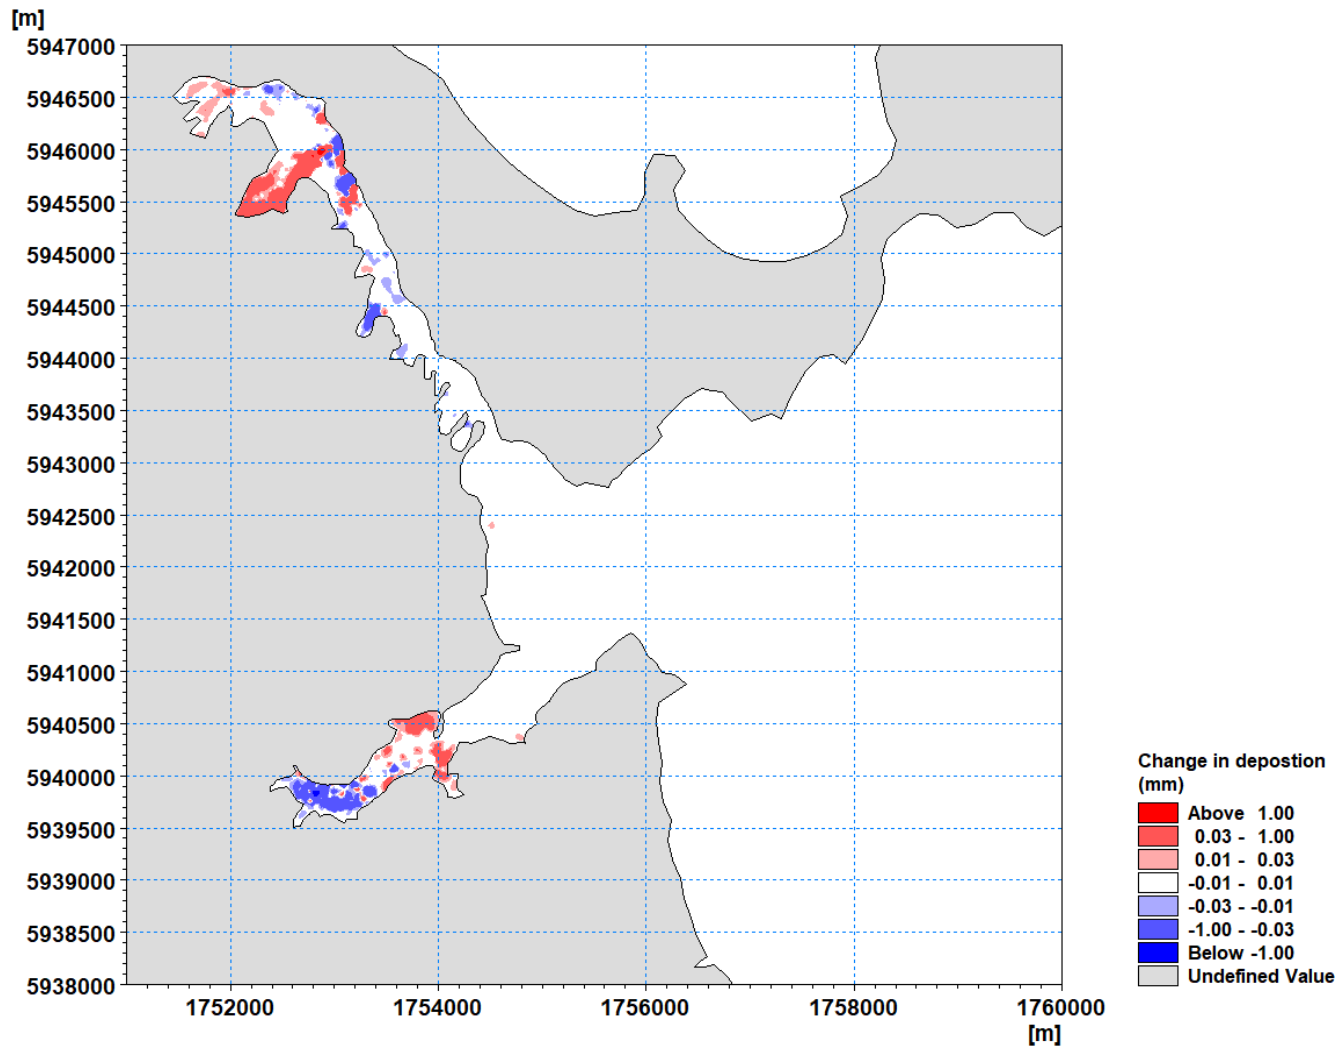 [m]
5947000
5946500
5946000
5945500
5945000
5944500
5944000
5943500
5943000
5942500
5942000
5941500
5941000
5940500
5940000
5939500
5939000
5938500
5938000
1752000 1754000 1756000 1758000 1760000
[m]
Change in depostion
(mm)
Above 1.00
0.03 - 1.00
0.01 - 0.03
-0.01 - 0.01
-0.03 - -0.01
-1.00 - -0.03
Below -1.00
Undefined Value